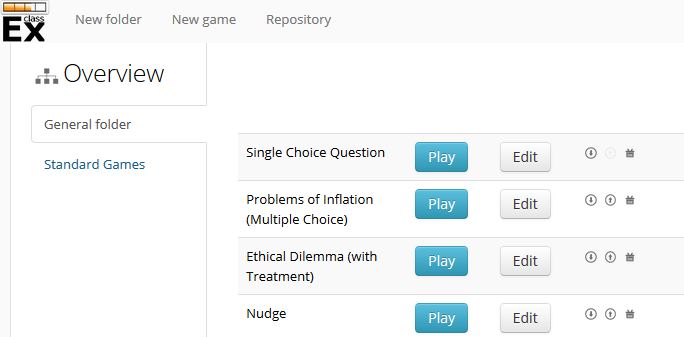 class
Ex
New folder
New game
Repository
Overview
General folder
Standard Games
Single Choice Question
Play
Edit
Problems of Inflation
(Multiple Choice)
Play
Edit
Ethical Dilemma (with
Treatment)
Play
Edit
Nudge
Play
Edit